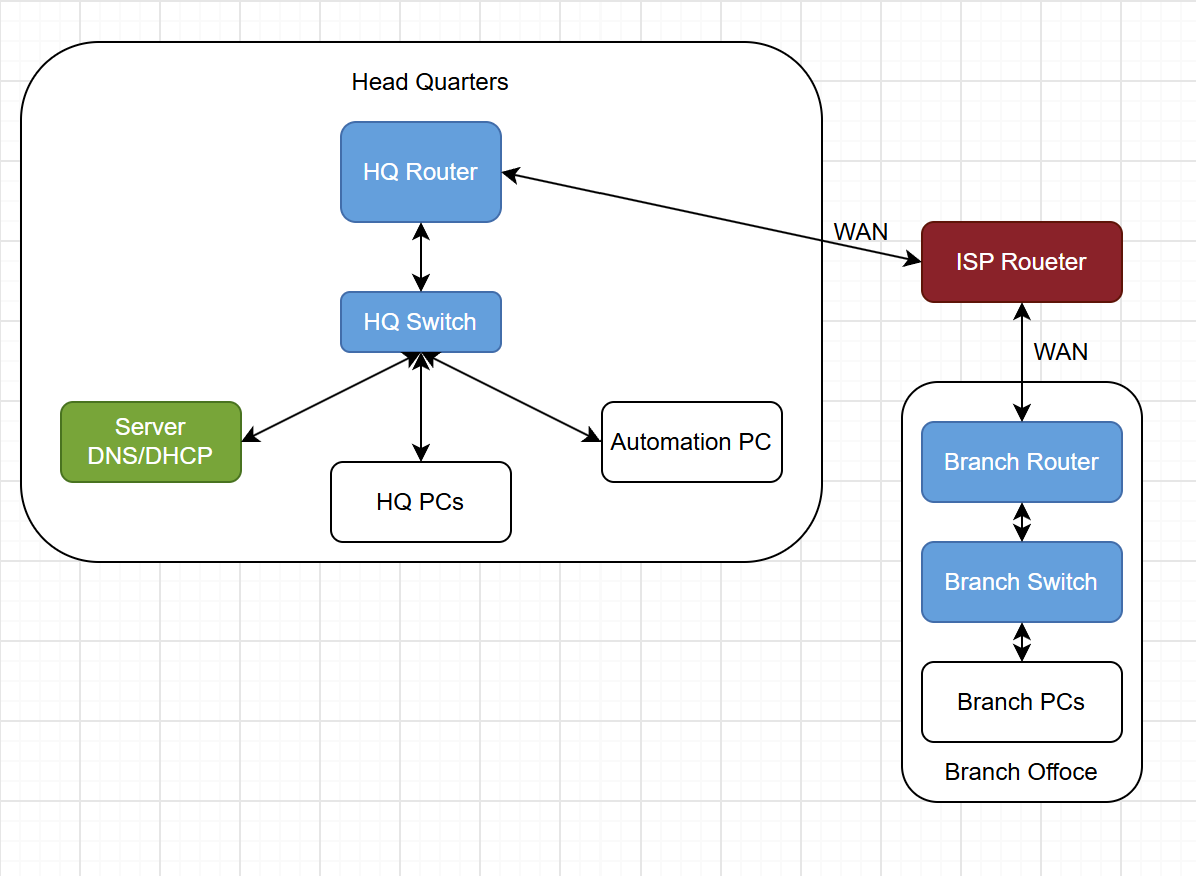 Head Quarters
HQ Router
WAN
ISP Roueter
HQ Switch
WAN
Server
DNS/DHCP
HQ PCs
Automation PC
Branch Router
Branch Switch
Branch PCs
Branch Offoce